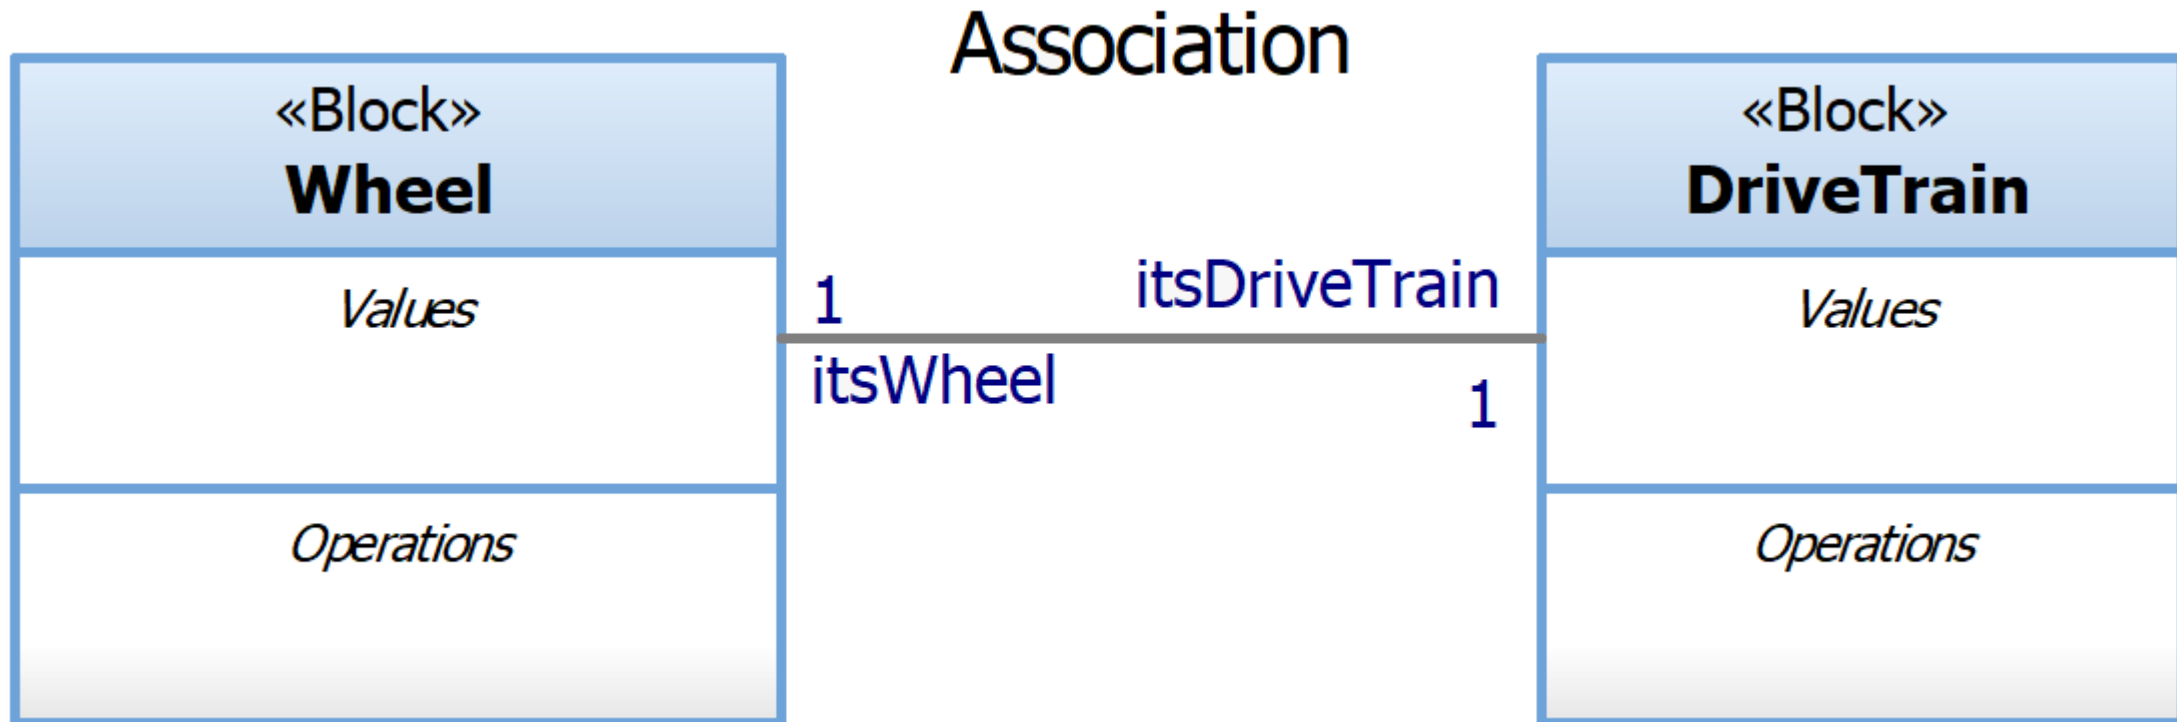 Association
«Block»
Wheel
Values
Operations
1
itsWheel
itsDriveTrain
1
«Block»
DriveTrain
Values
Operations